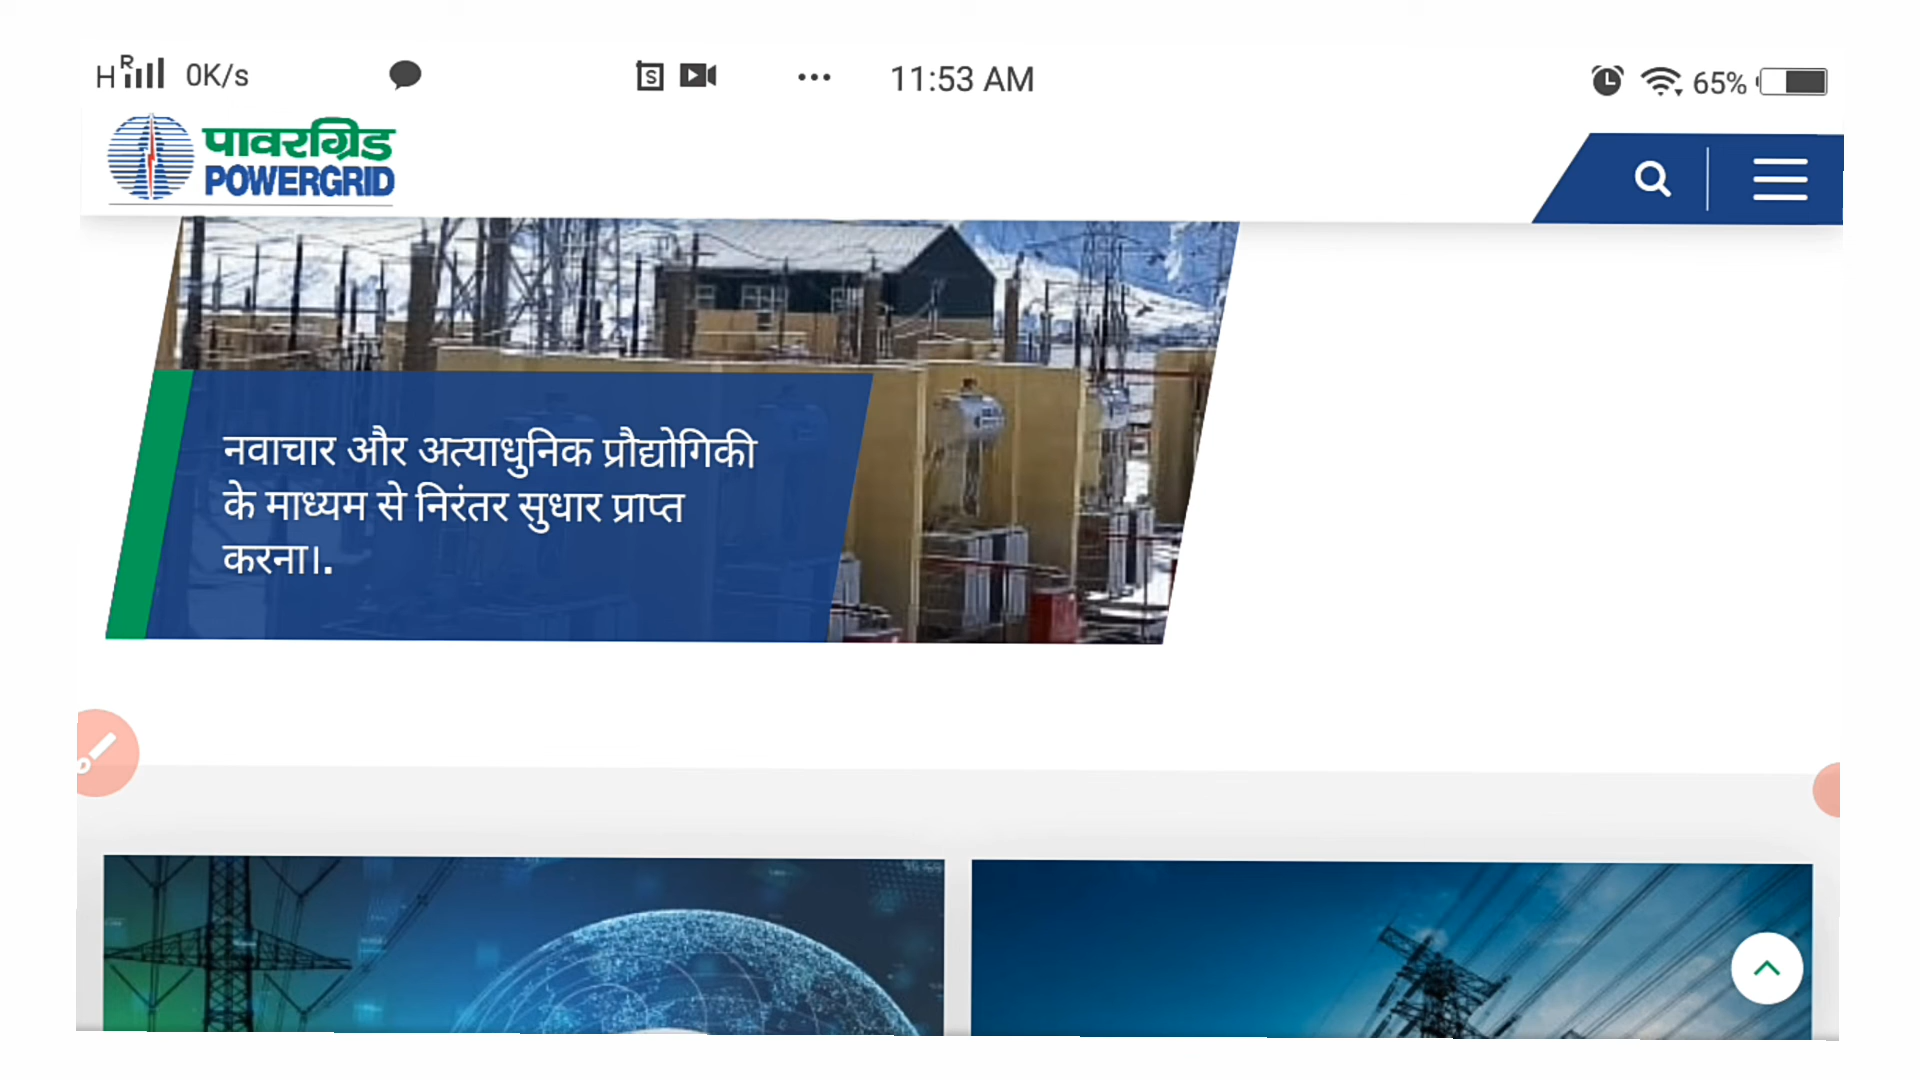 H R 0K/s S 11:53 AM 65%
पावरग्रिड
POWERGRID
नवाचार और अत्याधुनिक प्रौद्योगिकी
के माध्यम से निरंतर सुधार प्राप्त
करना।.